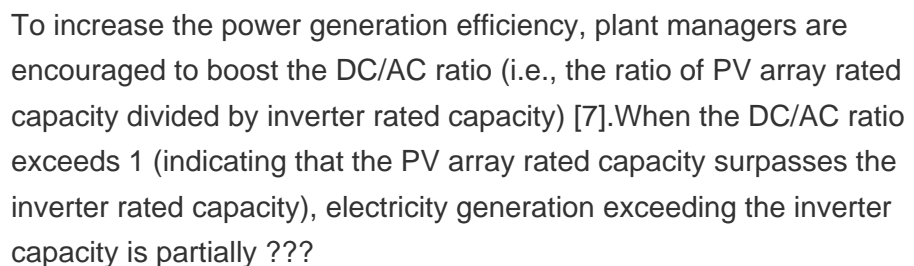 To increase the power generation efficiency, plant managers are
encouraged to boost the DC/AC ratio (i.e., the ratio of PV array rated
capacity divided by inverter rated capacity) [7].When the DC/AC ratio
exceeds 1 (indicating that the PV array rated capacity surpasses the
inverter rated capacity), electricity generation exceeding the inverter
capacity is partially ???